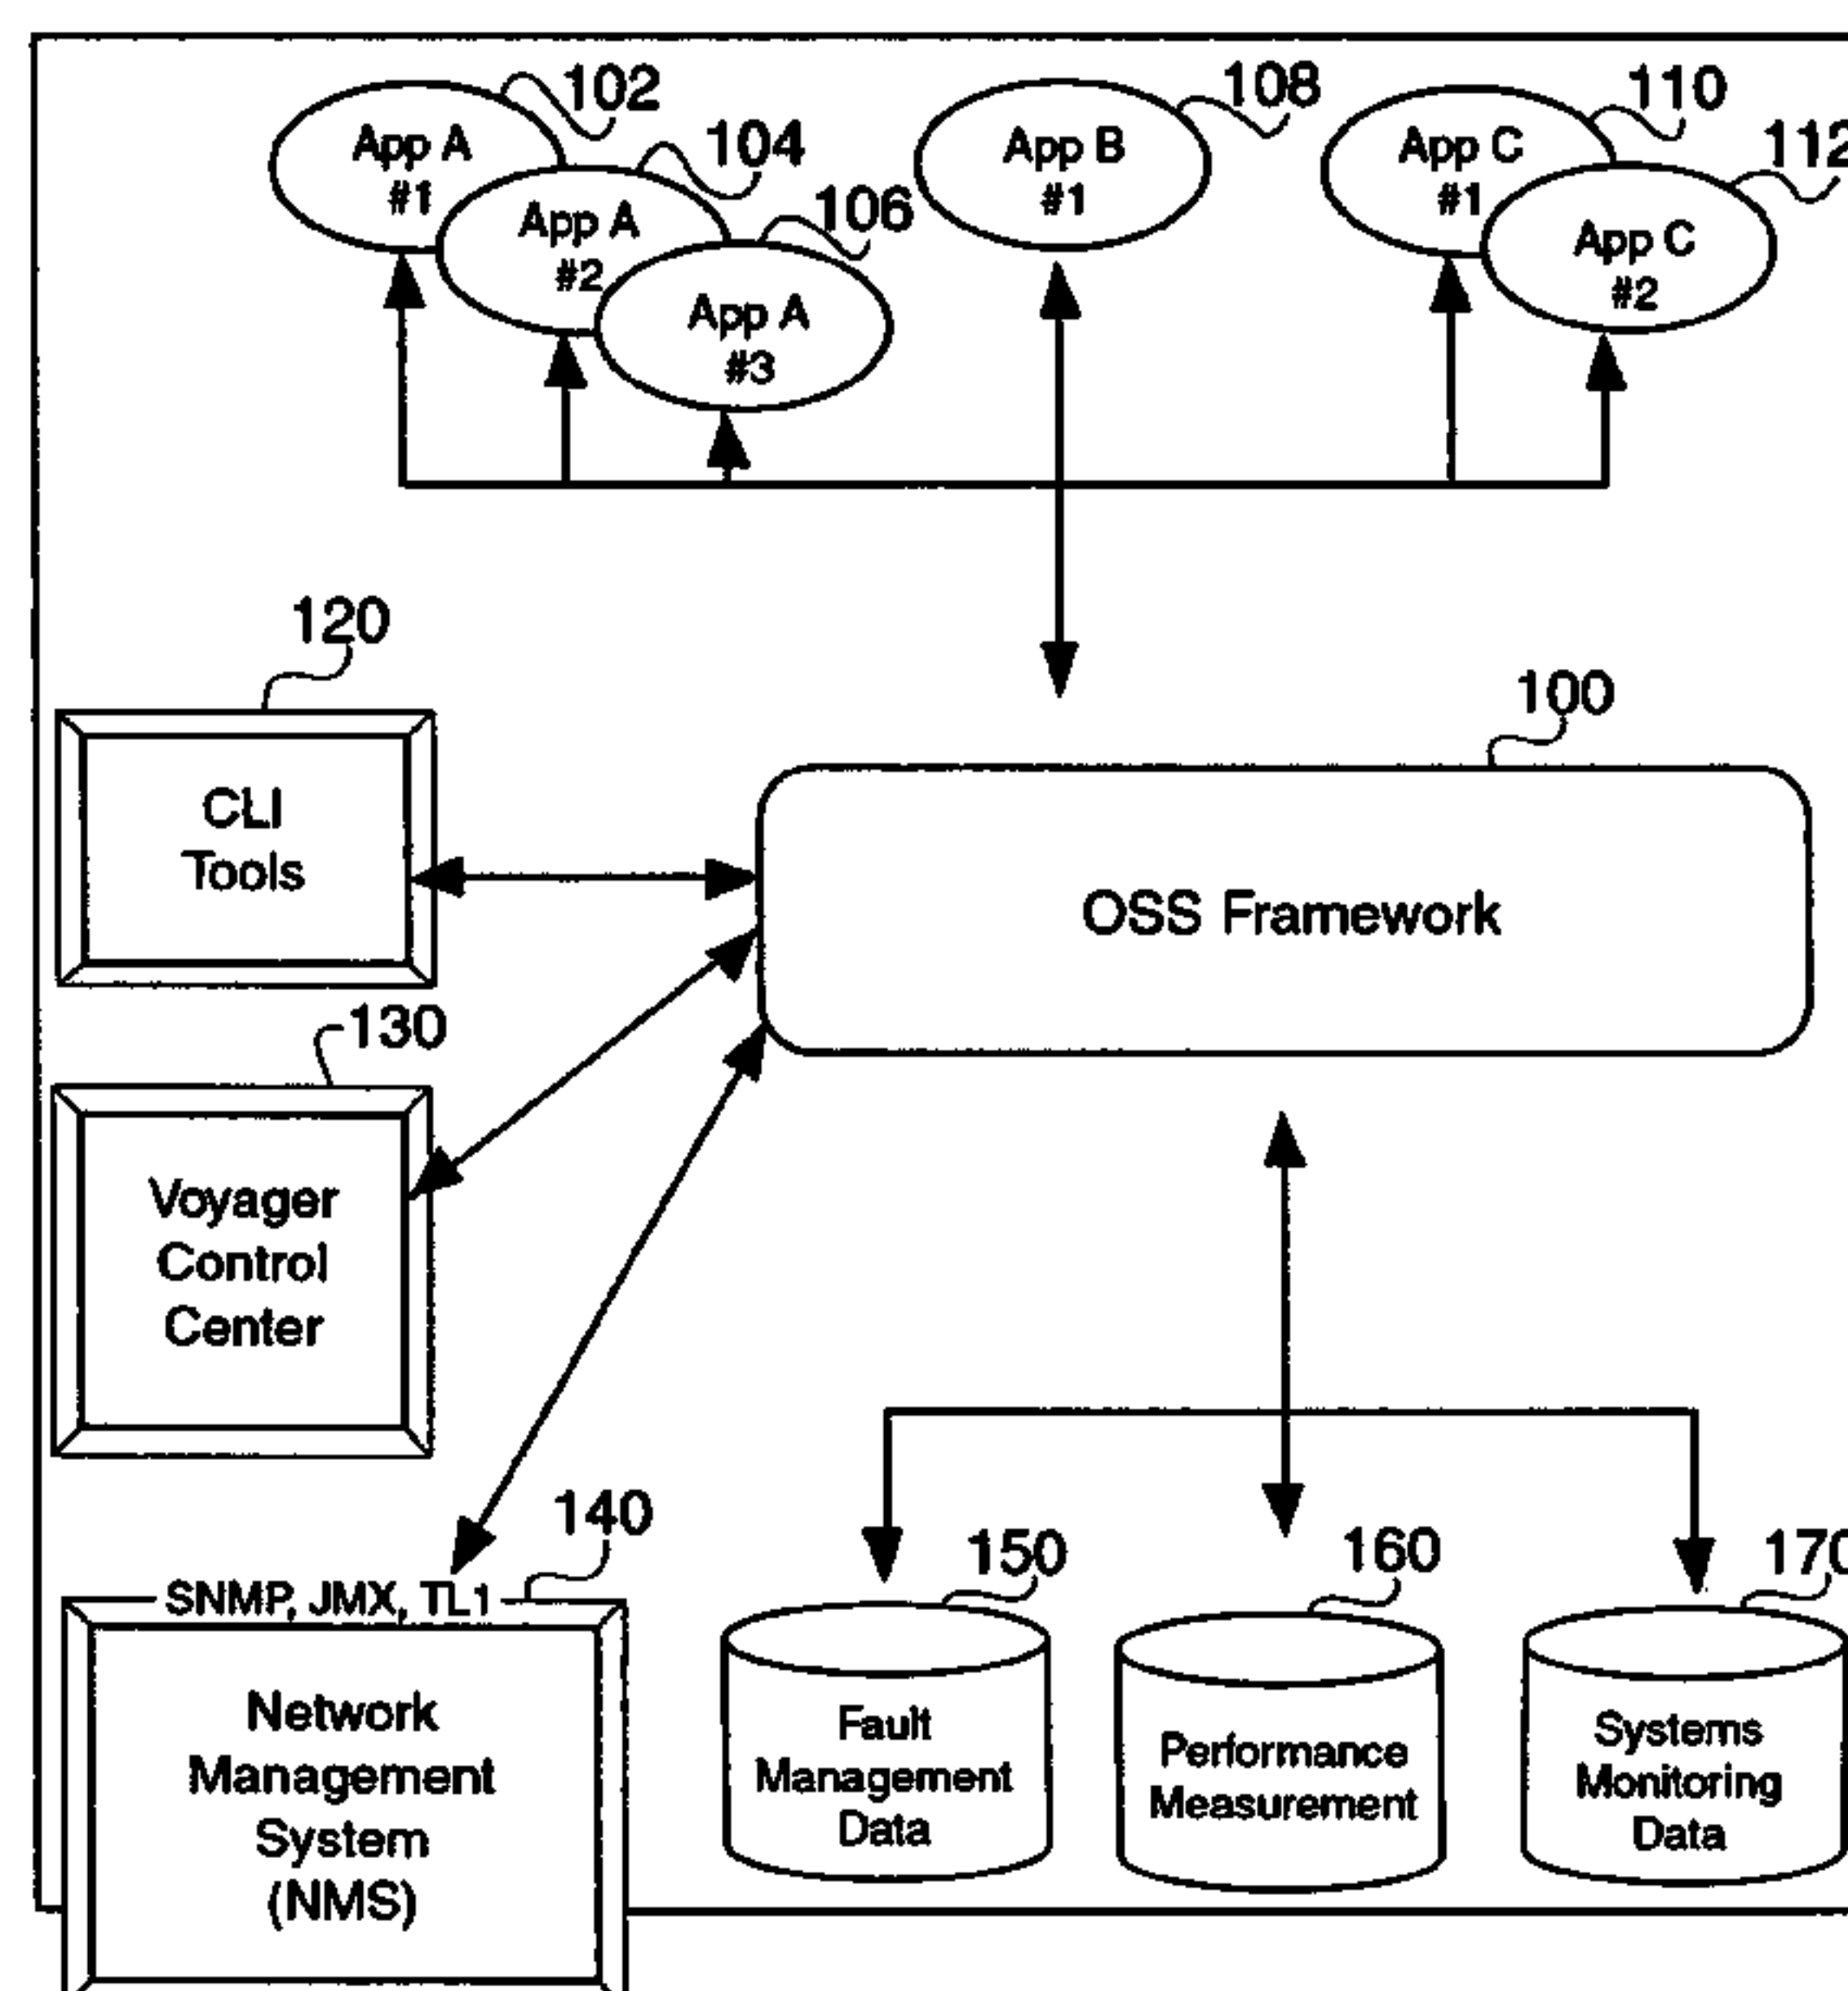 102
104
106
108
110
112
App A
#1
App A
#2
App A
#3
App B
#1
App C
#1
App C
#2
120
CLI
Tools
100
OSS Framework
130
Voyager
Control
Center
140
SNMP, JMX, TL1
Network
Management
System
(NMS)
150
Fault
Management
Data
160
Performance
Measurement
170
Systems
Monitoring
Data